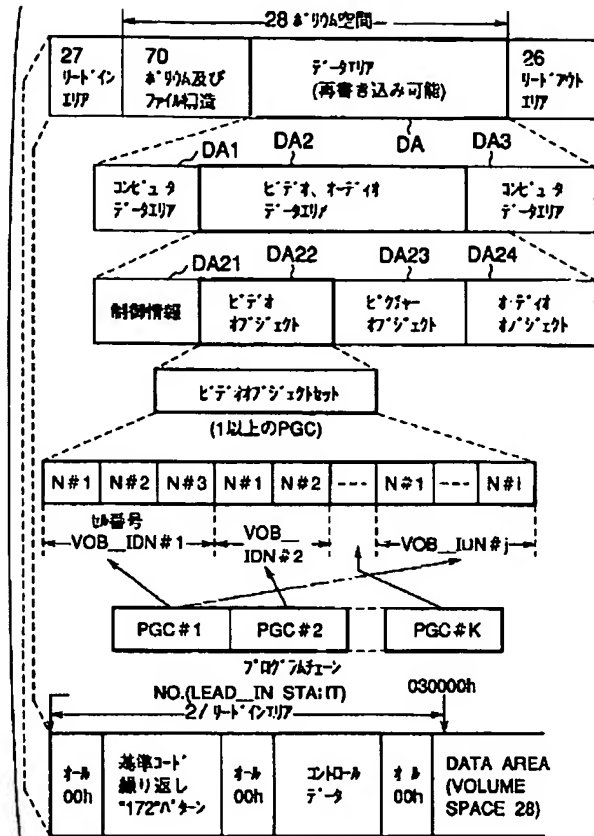 28 ボリウム空間
27
リードイン
エリア
70
ボリウム及び
ファイル構造
データエリア
(再書き込み可能)
26
リードアウト
エリア
DA1
DA2
DA
DA3
コンピュータ
データエリア
ビデオ、オーディオ
データエリア
コンピュータ
データエリア
DA21
DA22
DA23
DA24
制御情報
ビデオ
オブジェクト
ピクチャー
オブジェクト
オーディオ
オブジェクト
ビデオオブジェクトセット
(1以上のPGC)
N#1 N#2 N#3 N#1 N#2 --- N#1 --- N#i
セル番号
VOB_IDN#1
VOB_
IDN#2
VOB_IDN#j
PGC#1 PGC#2 PGC#K
プログラムチェーン
NO.(LEAD_IN START)
030000h
27 リードインエリア
オール
00h
基準コード
繰り返し
"172"パターン
オール
00h
コントロール
データ
オール
00h
DATA AREA
(VOLUME
SPACE 28)